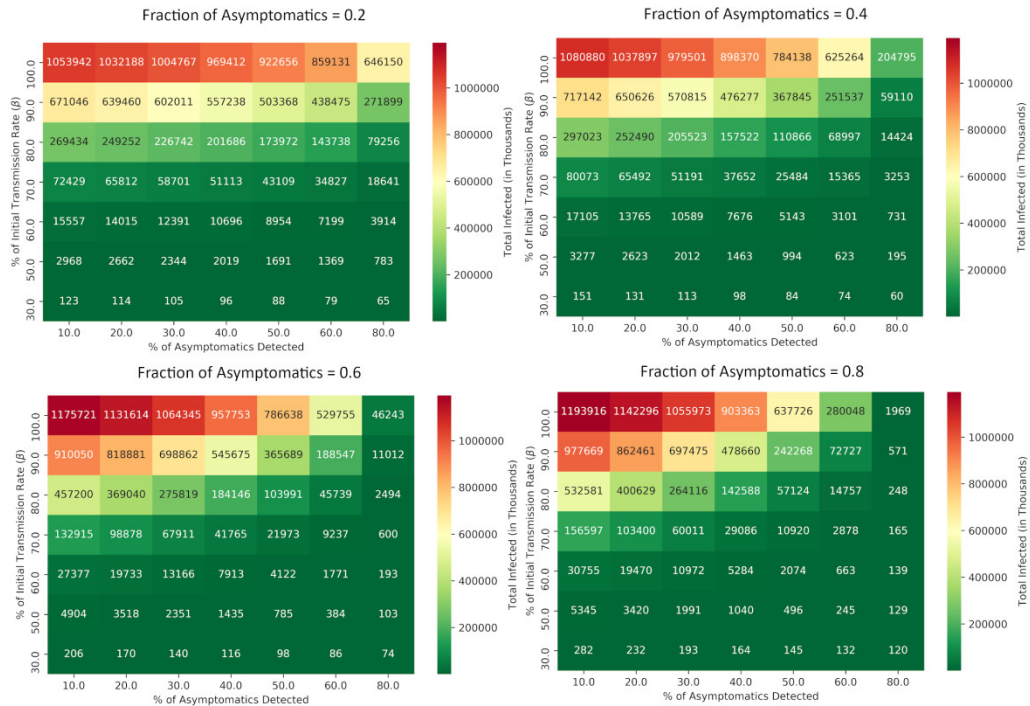 Fraction of Asymptomatics = 0.2
% of Initial Transmission Rate (β)
100.0 1053942 1032188 1004767 969412 922656 859131 646150
90.0 671046 639460 602011 557238 503368 438475 271899
80.0 269434 249252 226742 201686 173972 143738 79256
70.0 72429 65812 58701 51113 43109 34827 18641
60.0 15557 14015 12391 10696 8954 7199 3914
50.0 2968 2662 2344 2019 1691 1369 783
30.0 123 114 105 96 88 79 65
10.0 20.0 30.0 40.0 50.0 60.0 80.0
% of Asymptomatics Detected
1000000
800000
600000
400000
200000
Total Infected (in Thousands)
Fraction of Asymptomatics = 0.4
% of Initial Transmission Rate (β)
100.0 1080880 1037897 979501 898370 784138 625264 204795
90.0 717142 650626 570815 476277 367845 251537 59110
80.0 297023 252490 205523 157522 110866 68997 14424
70.0 80073 65492 51191 37652 25484 15365 3253
60.0 17105 13765 10589 7676 5143 3101 731
50.0 3277 2623 2012 1463 994 623 195
30.0 151 131 113 98 84 74 60
10.0 20.0 30.0 40.0 50.0 60.0 80.0
% of Asymptomatics Detected
1000000
800000
600000
400000
200000
Total Infected (in Thousands)
Fraction of Asymptomatics = 0.6
% of Initial Transmission Rate (β)
100.0 1175721 1131614 1064345 957753 786638 529755 46243
90.0 910050 818881 698862 545675 365689 188547 11012
80.0 457200 369040 275819 184146 103991 45739 2494
70.0 132915 98878 67911 41765 21973 9237 600
60.0 27377 19733 13166 7913 4122 1771 193
50.0 4904 3518 2351 1435 785 384 103
30.0 206 170 140 116 98 86 74
10.0 20.0 30.0 40.0 50.0 60.0 80.0
% of Asymptomatics Detected
1000000
800000
600000
400000
200000
Total Infected (in Thousands)
Fraction of Asymptomatics = 0.8
% of Initial Transmission Rate (β)
100.0 1193916 1142296 1055973 903363 637726 280048 1969
90.0 977669 862461 697475 478660 242268 72727 571
80.0 532581 400629 264116 142588 57124 14757 248
70.0 156597 103400 60011 29086 10920 2878 165
60.0 30755 19470 10972 5284 2074 663 139
50.0 5345 3420 1991 1040 496 245 129
30.0 282 232 193 164 145 132 120
10.0 20.0 30.0 40.0 50.0 60.0 80.0
% of Asymptomatics Detected
1000000
800000
600000
400000
200000
Total Infected (in Thousands)